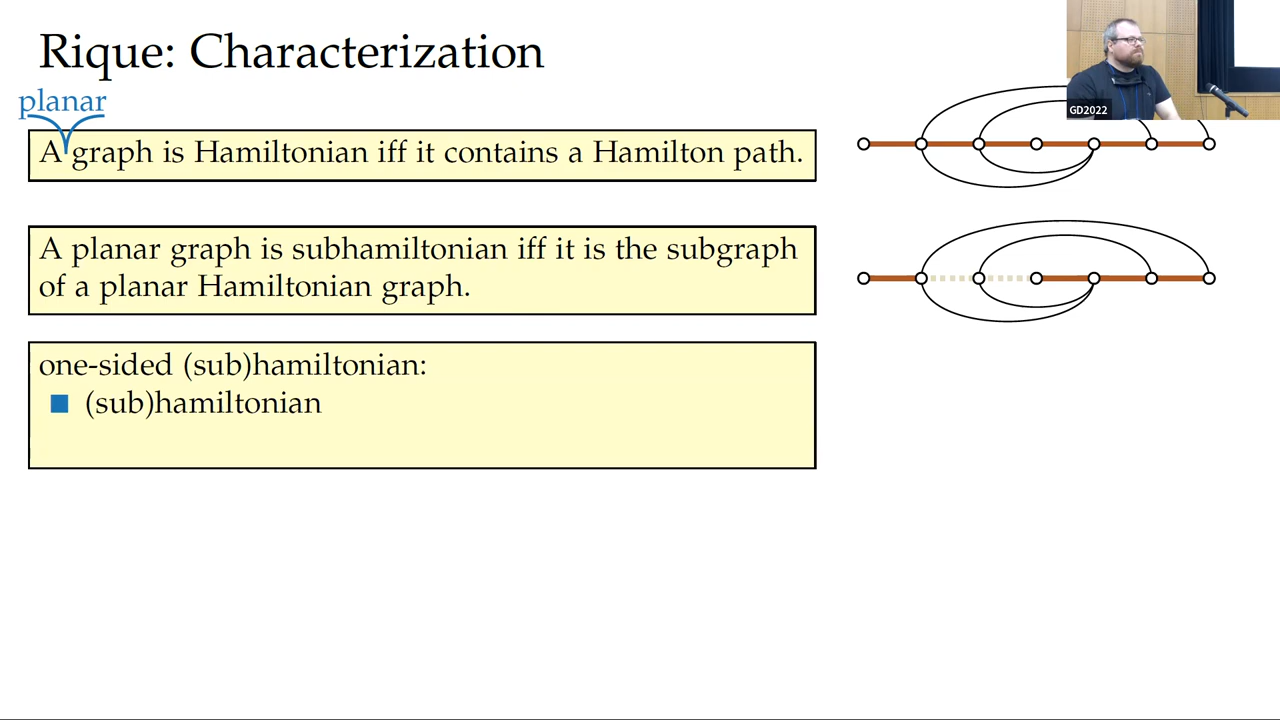 Rique: Characterization
planar
A graph is Hamiltonian iff it contains a Hamilton path.
A planar graph is subhamiltonian iff it is the subgraph
of a planar Hamiltonian graph.
one-sided (sub)hamiltonian:
(sub)hamiltonian
GD2022